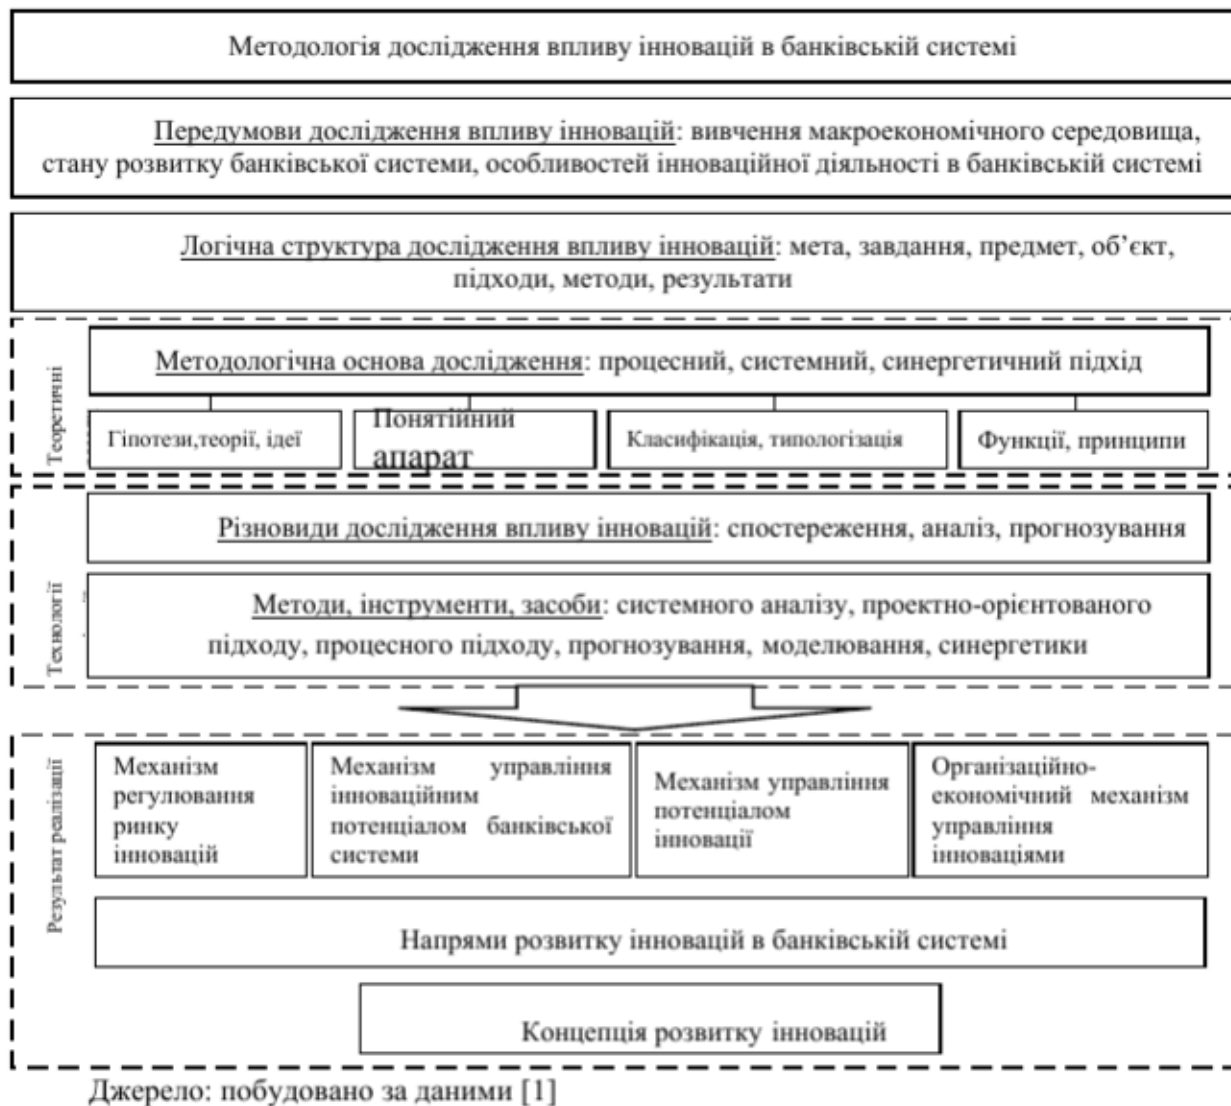 Методологія дослідження впливу інновацій в банківській системі
Передумови дослідження впливу інновацій: вивчення макроекономічного середовища,
стану розвитку банківської системи, особливостей інноваційної діяльності в банківській системі
Логічна структура дослідження впливу інновацій: мета, завдання, предмет, об’єкт,
підходи, методи, результати
Теоретичні
Методологічна основа дослідження: процесний, системний, синергетичний підхід
Гіпотези,теорії, ідеї
Понятійний
апарат
Класифікація, типологізація
Функції, принципи
Технології
Різновиди дослідження впливу інновацій: спостереження, аналіз, прогнозування
Методи, інструменти, засоби: системного аналізу, проектно-орієнтованого
підходу, процесного підходу, прогнозування, моделювання, синергетики
Результат реалізації
Механізм
регулювання
ринку
інновацій
Механізм управління
інноваційним
потенціалом банківської
системи
Механізм управління
потенціалом
інновації
Організаційно-
економічний механізм
управління
інноваціями
Напрями розвитку інновацій в банківській системі
Концепція розвитку інновацій
Джерело: побудовано за даними [1]